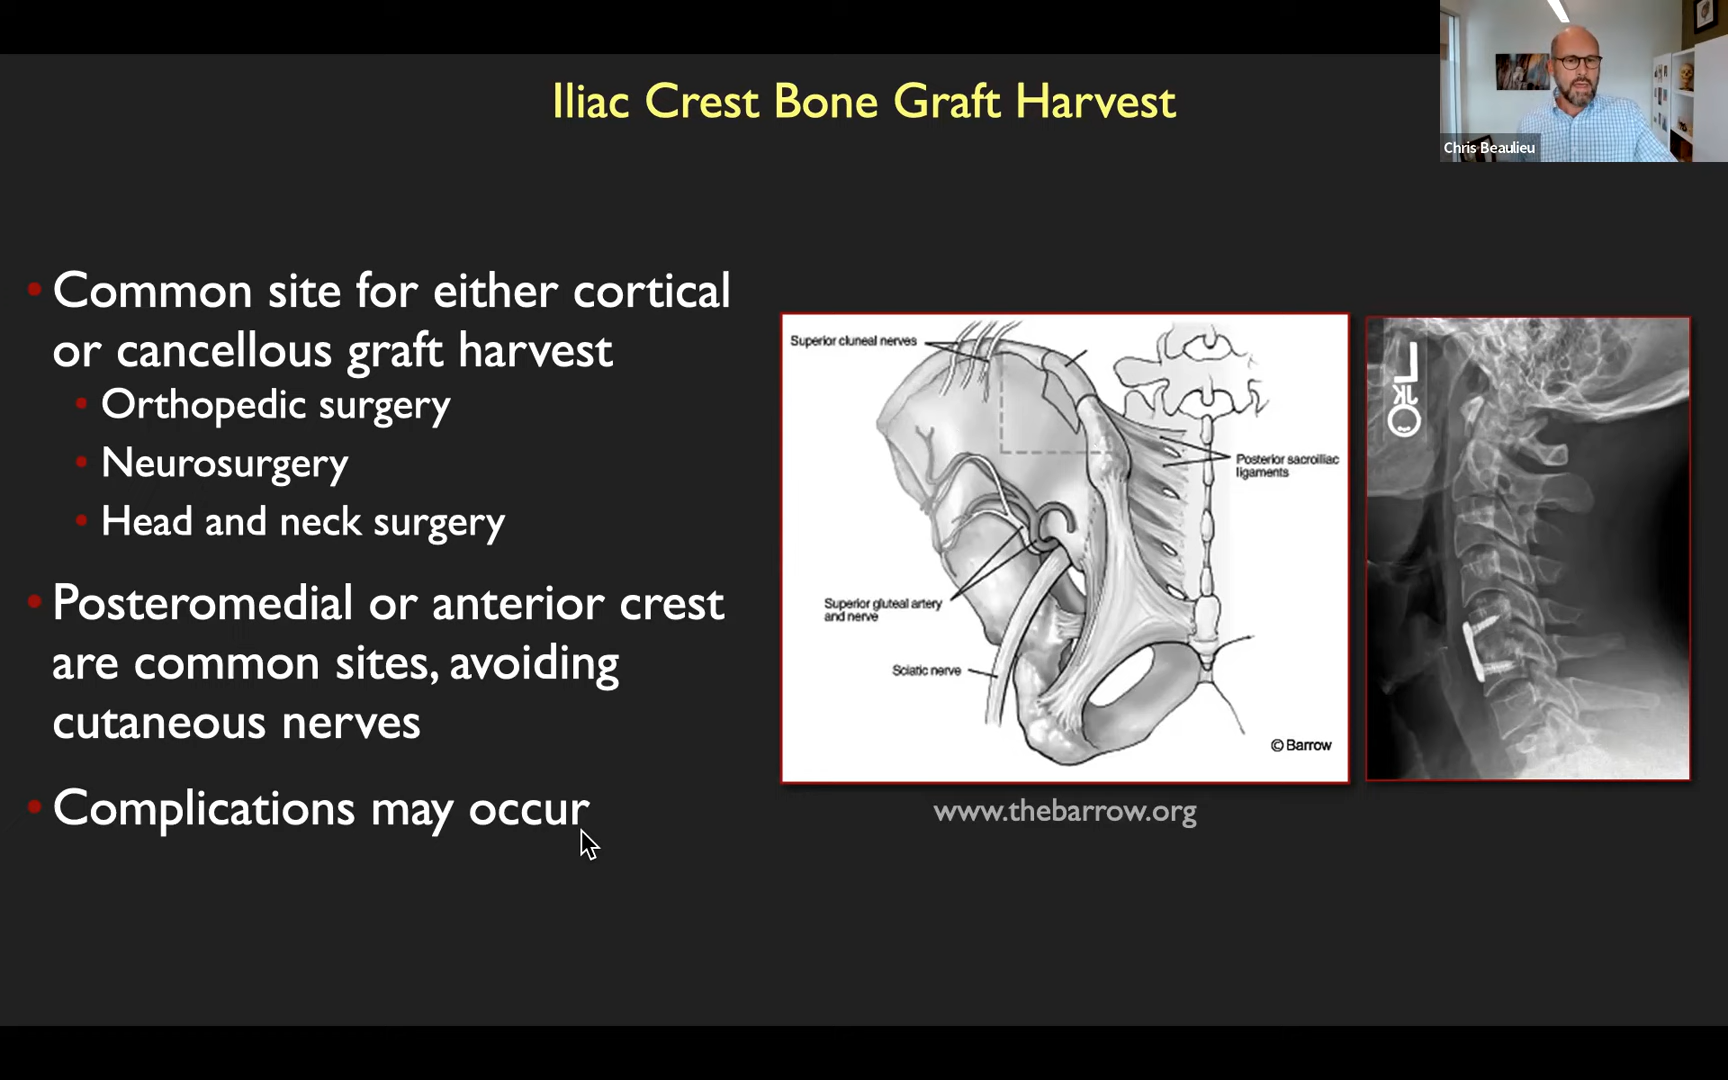 Iliac Crest Bone Graft Harvest
Chris Beaulieu
• Common site for either cortical
or cancellous graft harvest
• Orthopedic surgery
• Neurosurgery
• Head and neck surgery
• Posteromedial or anterior crest
are common sites, avoiding
cutaneous nerves
• Complications may occur
Superior cluneal nerves
Posterior sacroiliac
ligaments
Superior gluteal artery
and nerve
Sciatic nerve
© Barrow
www.thebarrow.org
L
JK